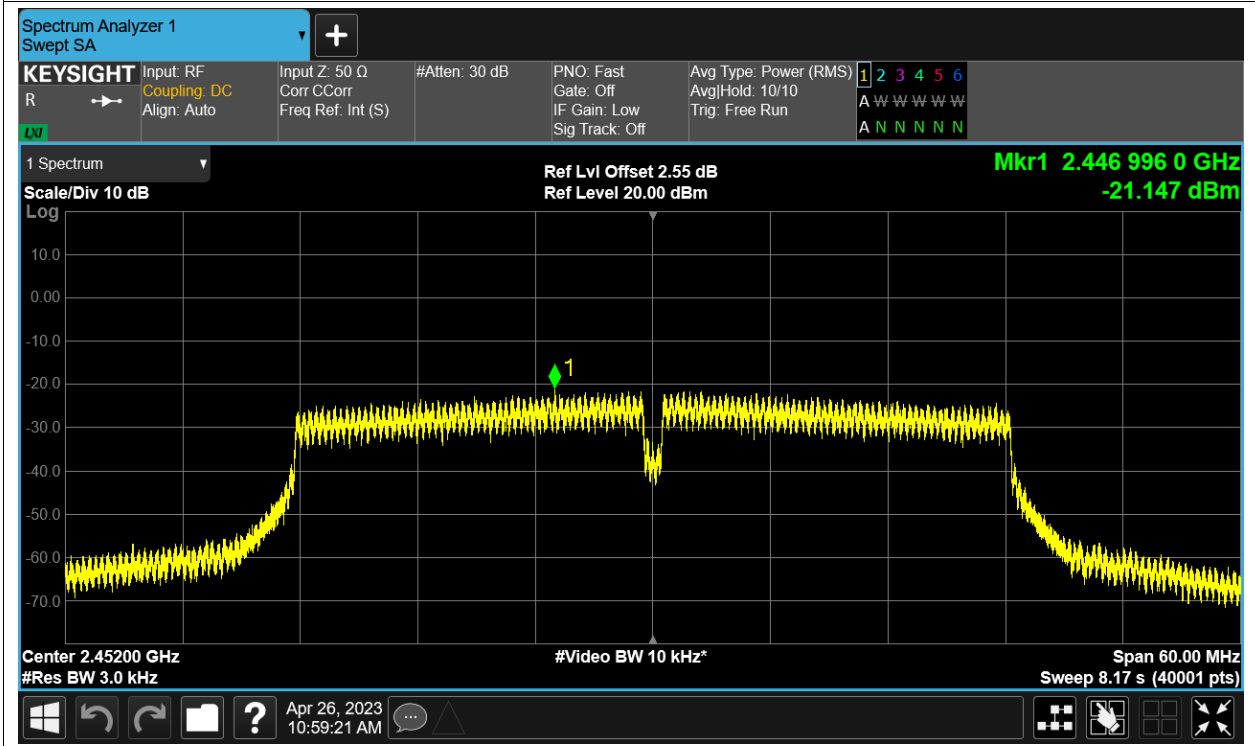 Spectrum Analyzer 1
Swept SA
KEYSIGHT
R
LXI
Input: RF
Coupling: DC
Align: Auto
Input Z: 50 Ω
Corr CCorr
Freq Ref: Int (S)
#Atten: 30 dB
PNO: Fast
Gate: Off
IF Gain: Low
Sig Track: Off
Avg Type: Power (RMS)
Avg|Hold: 10/10
Trig: Free Run
1 2 3 4 5 6
A W W W W W
A N N N N N
1 Spectrum
Scale/Div 10 dB
Log
Ref Lvl Offset 2.55 dB
Ref Level 20.00 dBm
Mkr1 2.446 996 0 GHz
-21.147 dBm
10.0
0.00
-10.0
-20.0
-30.0
-40.0
-50.0
-60.0
-70.0
1
Center 2.45200 GHz
#Res BW 3.0 kHz
#Video BW 10 kHz*
Span 60.00 MHz
Sweep 8.17 s (40001 pts)
?
Apr 26, 2023
10:59:21 AM